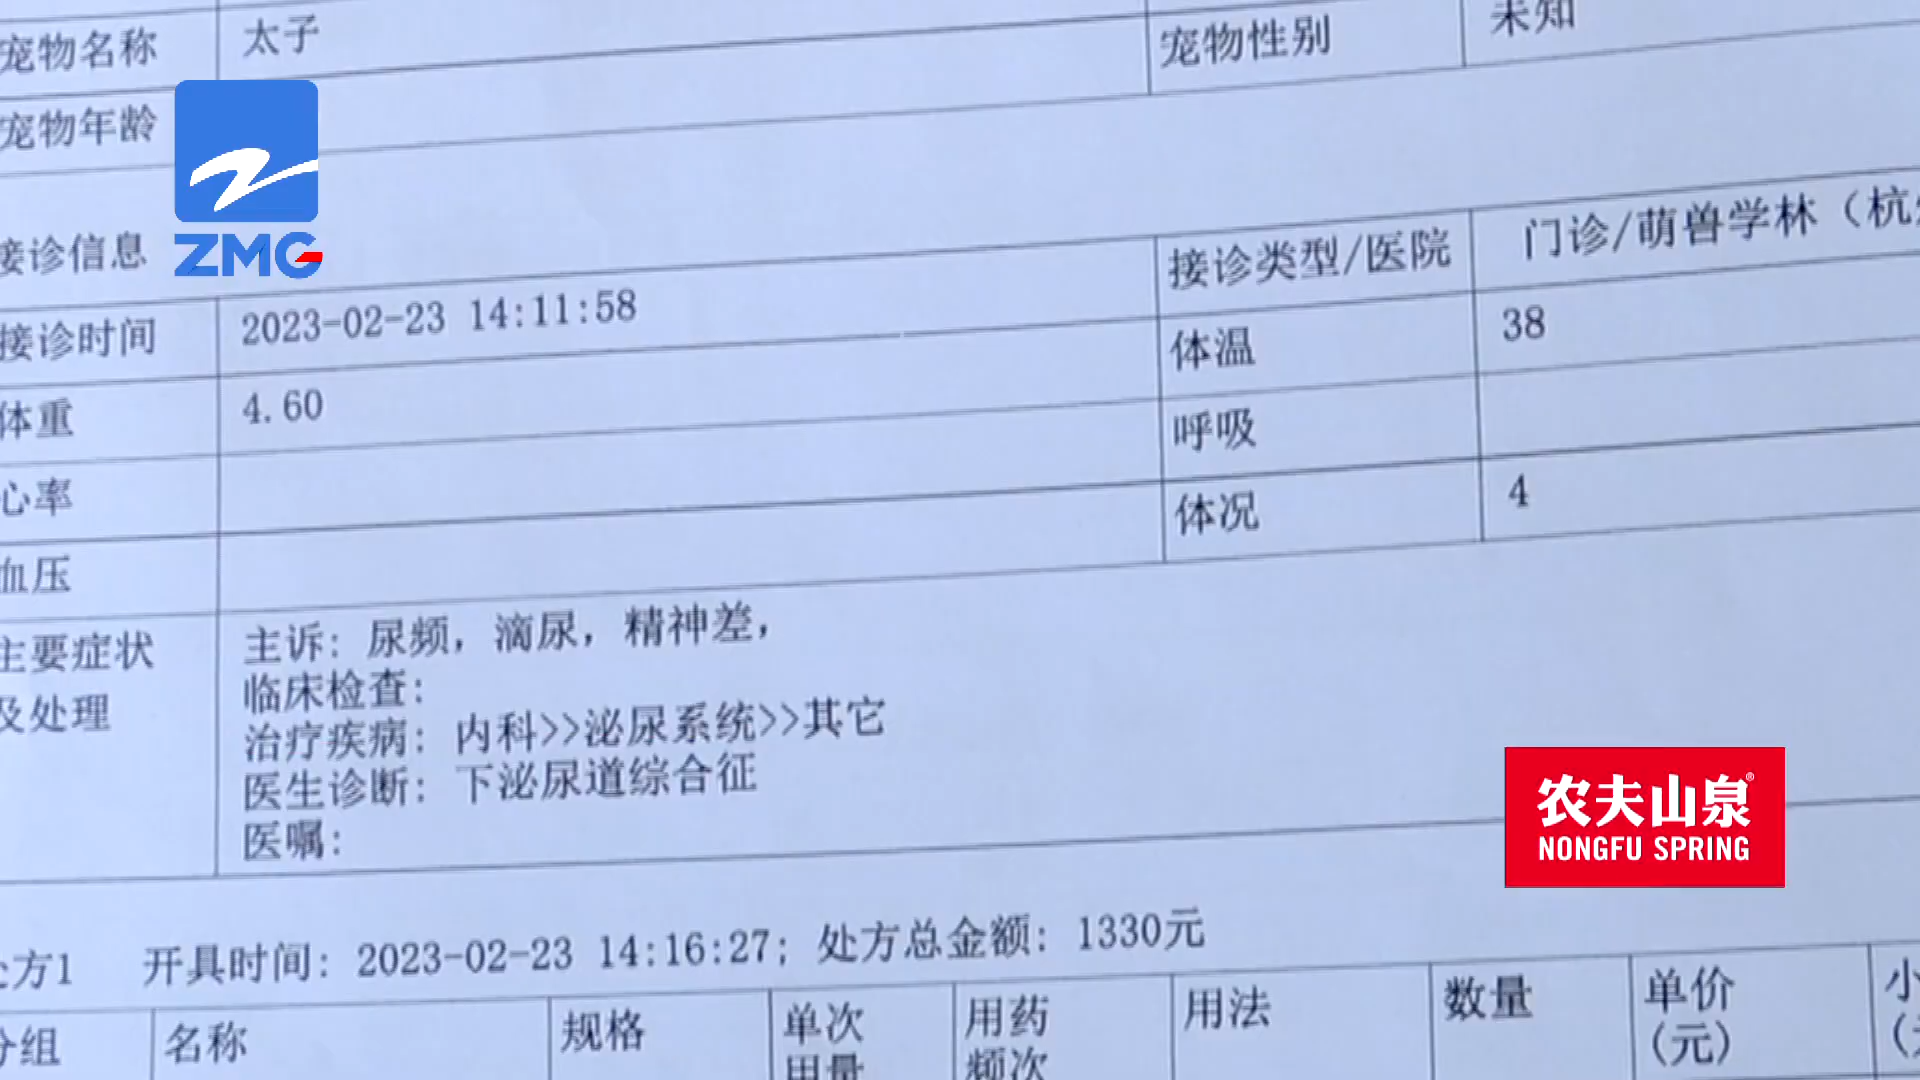 宠物名称 太子 宠物性别 未知
宠物年龄
ZMG
接诊信息
接诊时间 2023-02-23 14:11:58 接诊类型/医院 门诊/萌兽学林（杭
体重 4.60 体温 38
心率 呼吸
血压 体况 4
主要症状
及处理
主诉：尿频，滴尿，精神差，
临床检查：
治疗疾病：内科>>泌尿系统>>其它
医生诊断：下泌尿道综合征
医嘱：
农夫山泉®
NONGFU SPRING
处方1 开具时间：2023-02-23 14:16:27；处方总金额：1330元
分组 名称 规格 单次用量 用药频次 用法 数量 单价(元) 小